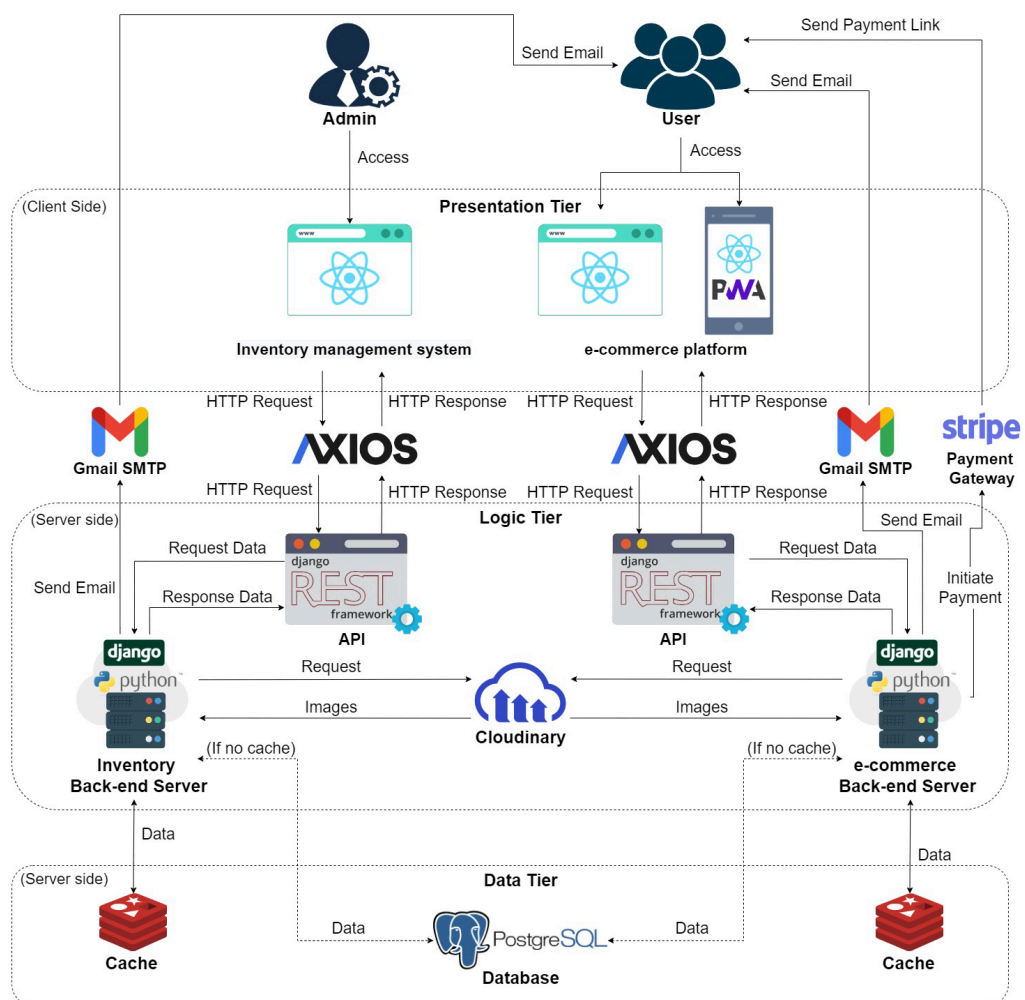 Send Payment Link
Send Email
Send Email
Admin
User
Access
Access
(Client Side)
Presentation Tier
www
www
PWA
Inventory management system
e-commerce platform
HTTP Request
HTTP Response
HTTP Request
HTTP Response
Gmail SMTP
AXIOS
AXIOS
Gmail SMTP
stripe
Payment
Gateway
HTTP Request
HTTP Response
HTTP Request
HTTP Response
(Server side)
Logic Tier
Send Email
Request Data
django
REST
framework
django
REST
framework
Request Data
Send Email
Response Data
Response Data
Initiate
Payment
API
API
django
python™
Request
Request
django
python™
Images
Images
Cloudinary
(If no cache)
(If no cache)
Inventory
Back-end Server
e-commerce
Back-end Server
Data
Data
(Server side)
Data Tier
Data
PostgreSQL
Data
Cache
Database
Cache